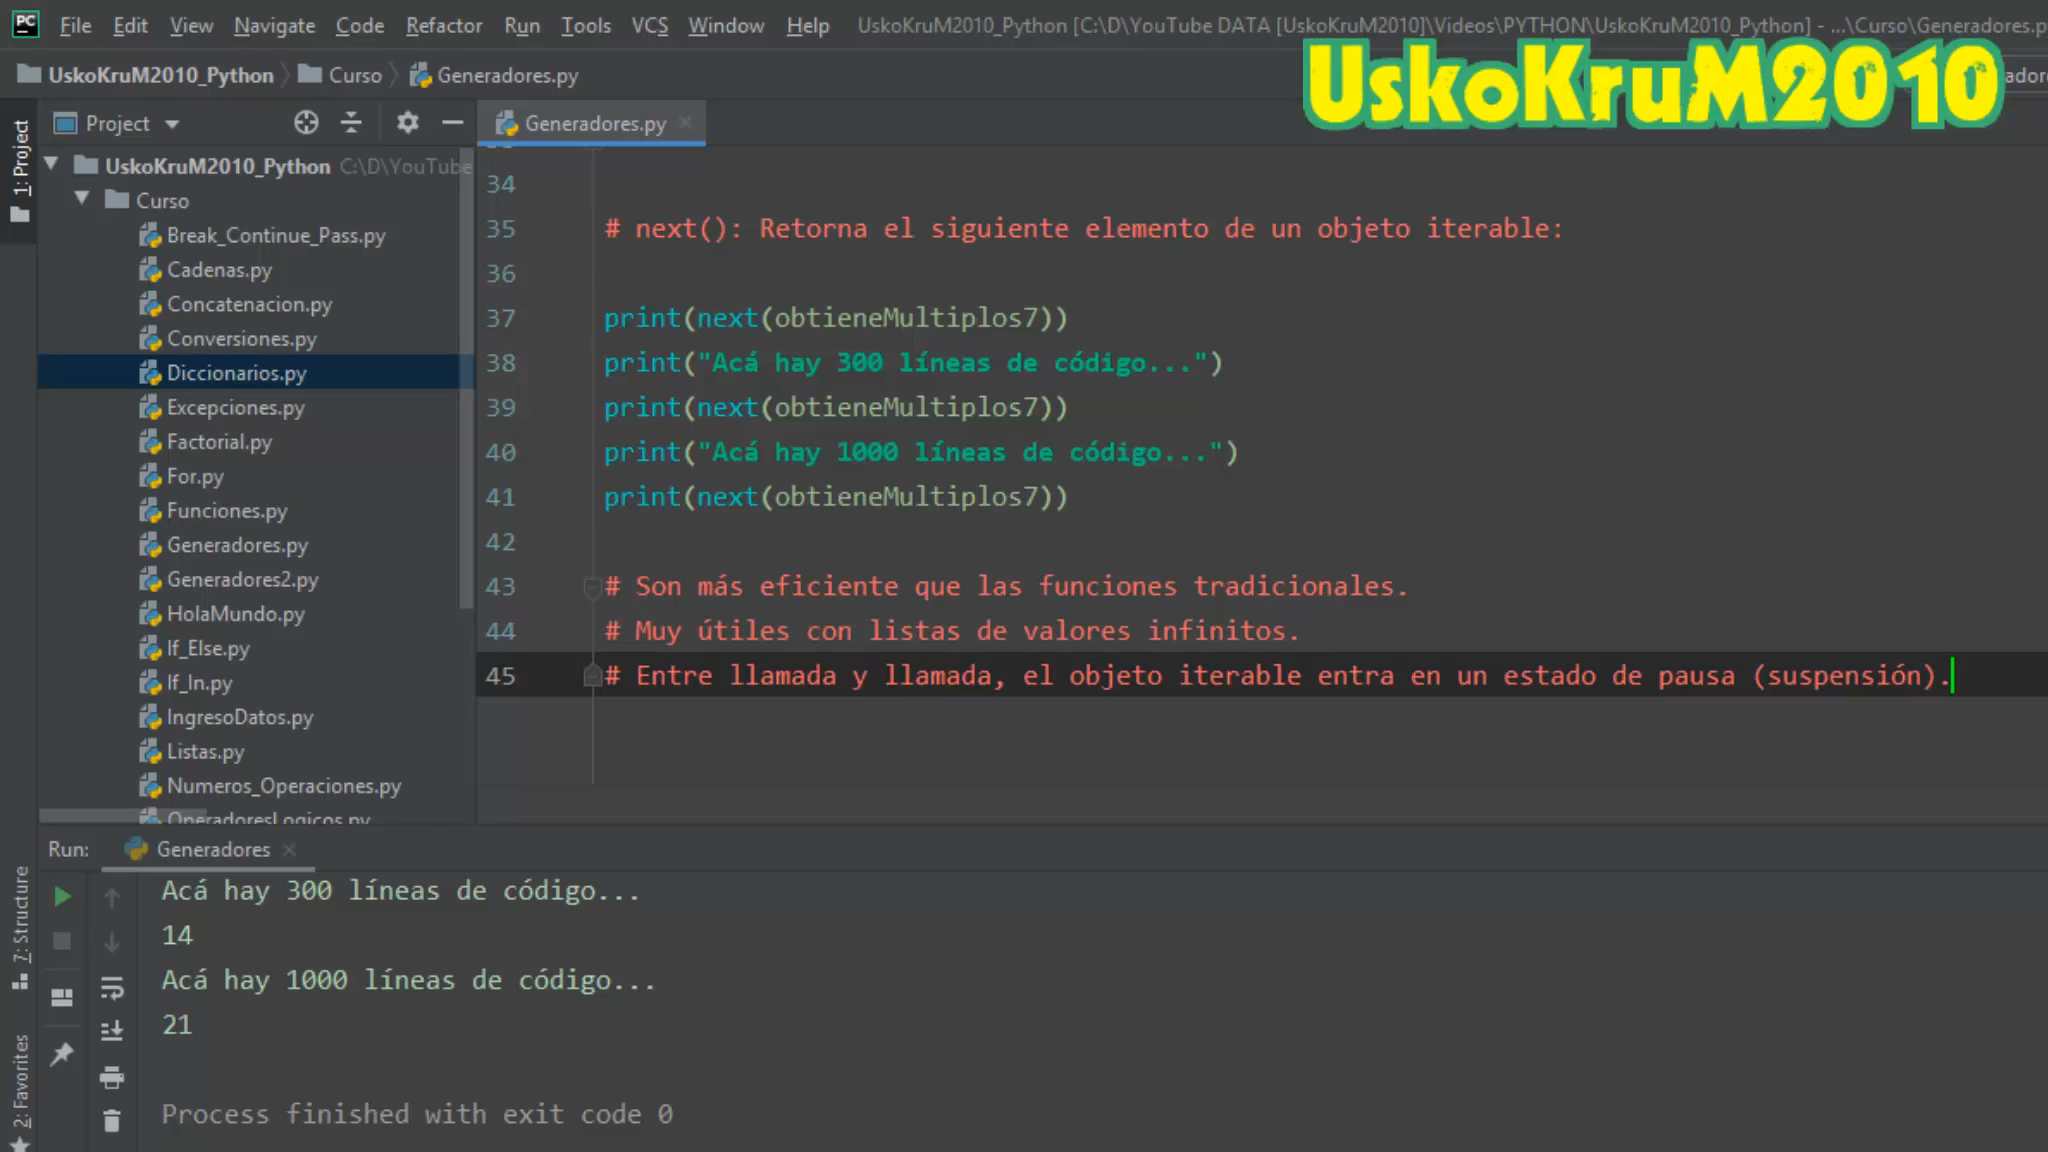 File Edit View Navigate Code Refactor Run Tools VCS Window Help UskoKruM2010_Python [C:\D\YouTube DATA [UskoKruM2010]\Videos\PYTHON\UskoKruM2010_Python] - ...\Curso\Generadores.py
UskoKruM2010
UskoKruM2010_Python Curso Generadores.py
Project
Generadores.py
1: Project
UskoKruM2010_Python C:\D\YouTube
Curso
Break_Continue_Pass.py
Cadenas.py
Concatenacion.py
Conversiones.py
Diccionarios.py
Excepciones.py
Factorial.py
For.py
Funciones.py
Generadores.py
Generadores2.py
HolaMundo.py
If_Else.py
If_In.py
IngresoDatos.py
Listas.py
Numeros_Operaciones.py
OperadoresLogicos.py
34
35 # next(): Retorna el siguiente elemento de un objeto iterable:
36
37 print(next(obtieneMultiplos7))
38 print("Acá hay 300 líneas de código...")
39 print(next(obtieneMultiplos7))
40 print("Acá hay 1000 líneas de código...")
41 print(next(obtieneMultiplos7))
42
43 # Son más eficiente que las funciones tradicionales.
44 # Muy útiles con listas de valores infinitos.
45 # Entre llamada y llamada, el objeto iterable entra en un estado de pausa (suspensión).
Run: Generadores
7: Structure
2: Favorites
Acá hay 300 líneas de código...
14
Acá hay 1000 líneas de código...
21
Process finished with exit code 0